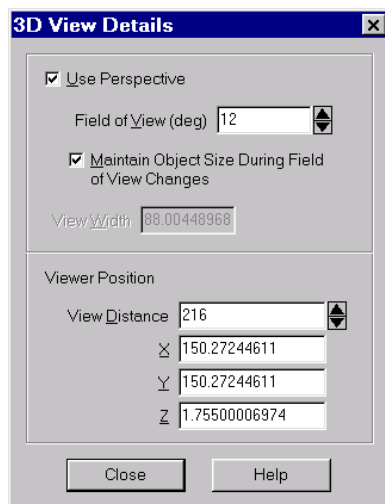 3D View Details
Use Perspective
Field of View (deg) 12
Maintain Object Size During Field
of View Changes
View Width 88.00448968
Viewer Position
View Distance 216
X 150.27244611
Y 150.27244611
Z 1.75500006974
Close Help